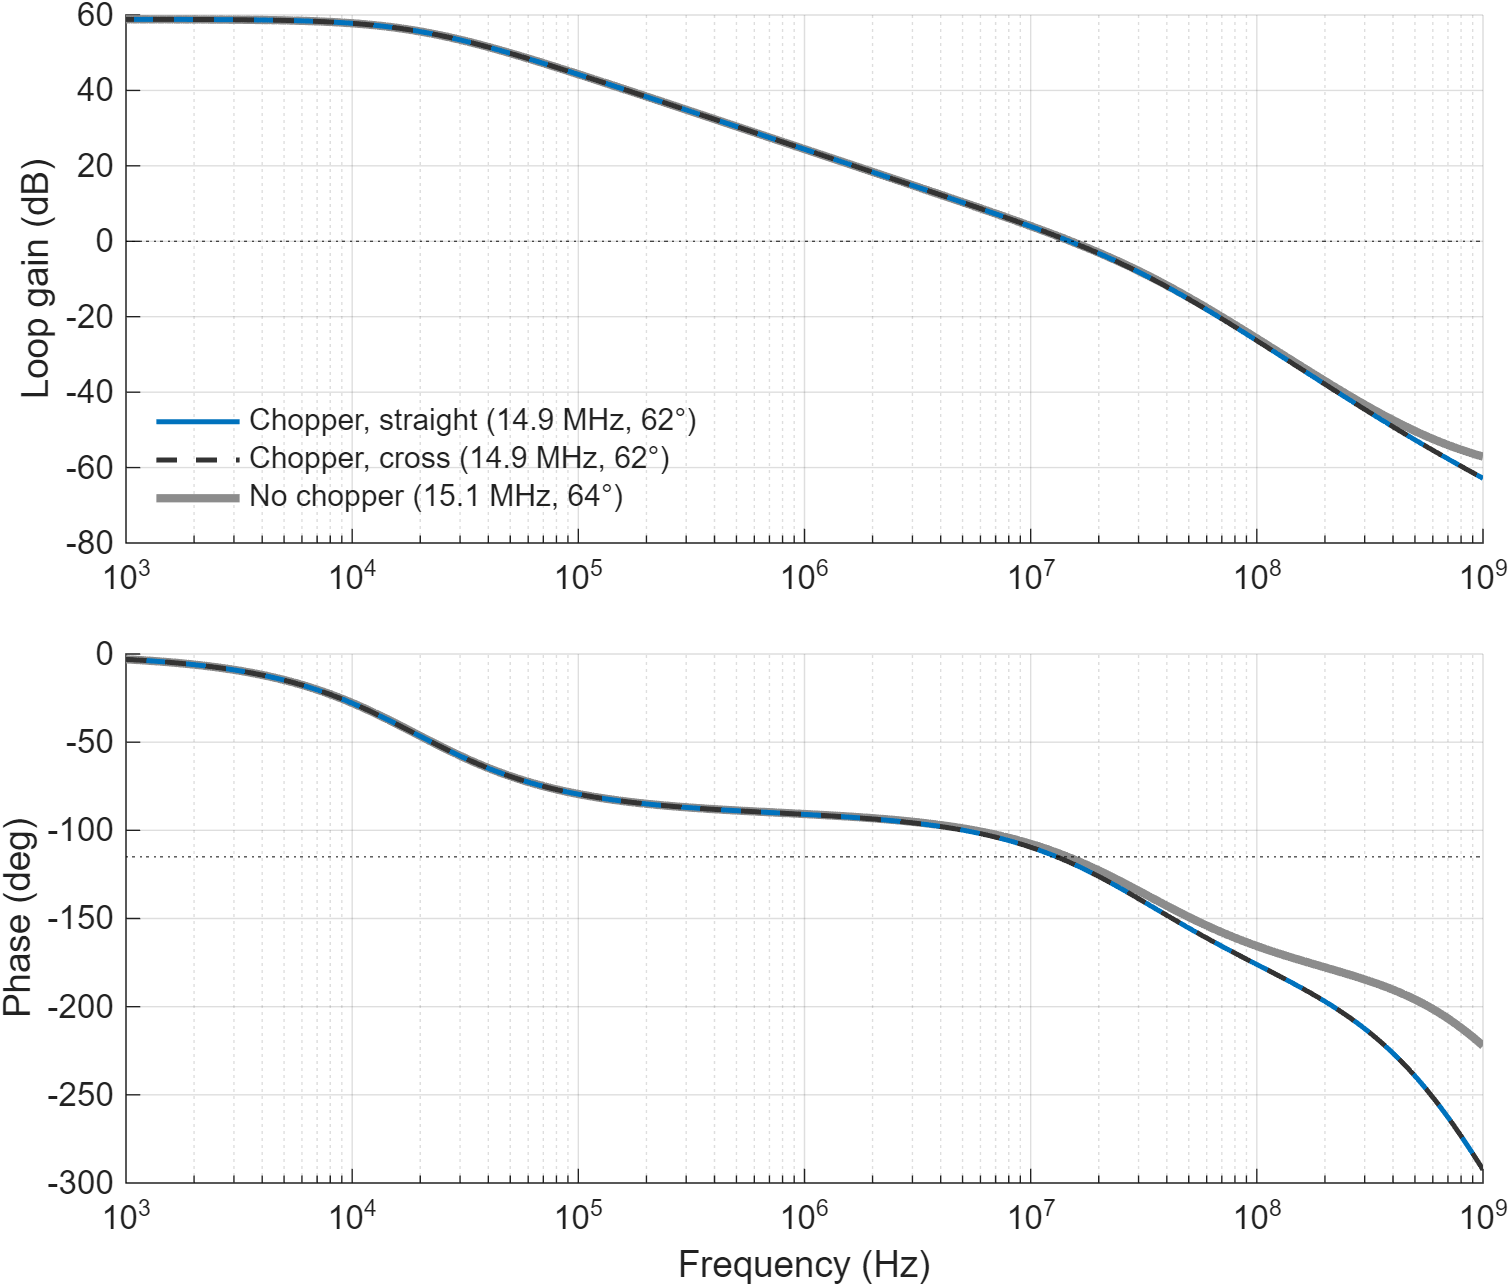 60
40
20
0
-20
-40
-60
-80
Loop gain (dB)
Chopper, straight (14.9 MHz, 62°)
Chopper, cross (14.9 MHz, 62°)
No chopper (15.1 MHz, 64°)
10³ 10⁴ 10⁵ 10⁶ 10⁷ 10⁸ 10⁹
0
-50
-100
-150
-200
-250
-300
Phase (deg)
10³ 10⁴ 10⁵ 10⁶ 10⁷ 10⁸ 10⁹
Frequency (Hz)